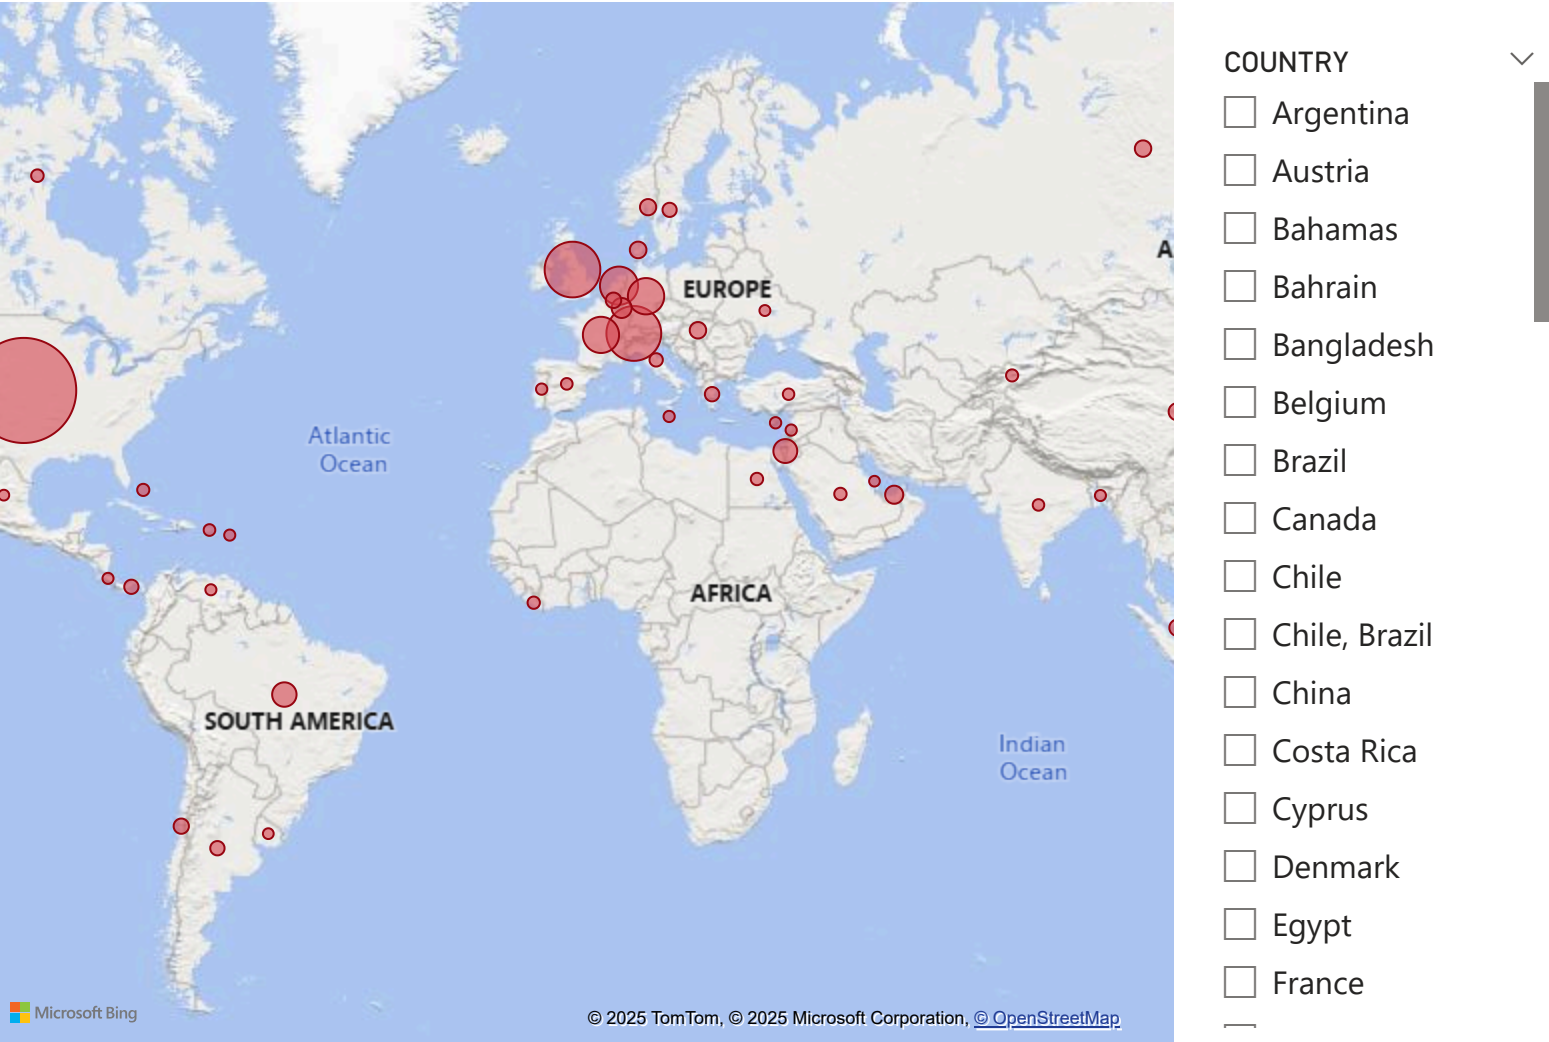 COUNTRY
Argentina
Austria
Bahamas
Bahrain
Bangladesh
Belgium
Brazil
Canada
Chile
Chile, Brazil
China
Costa Rica
Cyprus
Denmark
Egypt
France
A
EUROPE
Atlantic
Ocean
AFRICA
SOUTH AMERICA
Indian
Ocean
Microsoft Bing
© 2025 TomTom, © 2025 Microsoft Corporation, © OpenStreetMap